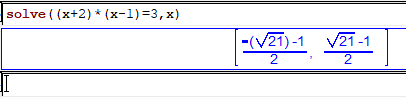 solve((x+2)*(x-1)=3,x)
[ (-(√21)-1)/2, (√21-1)/2 ]